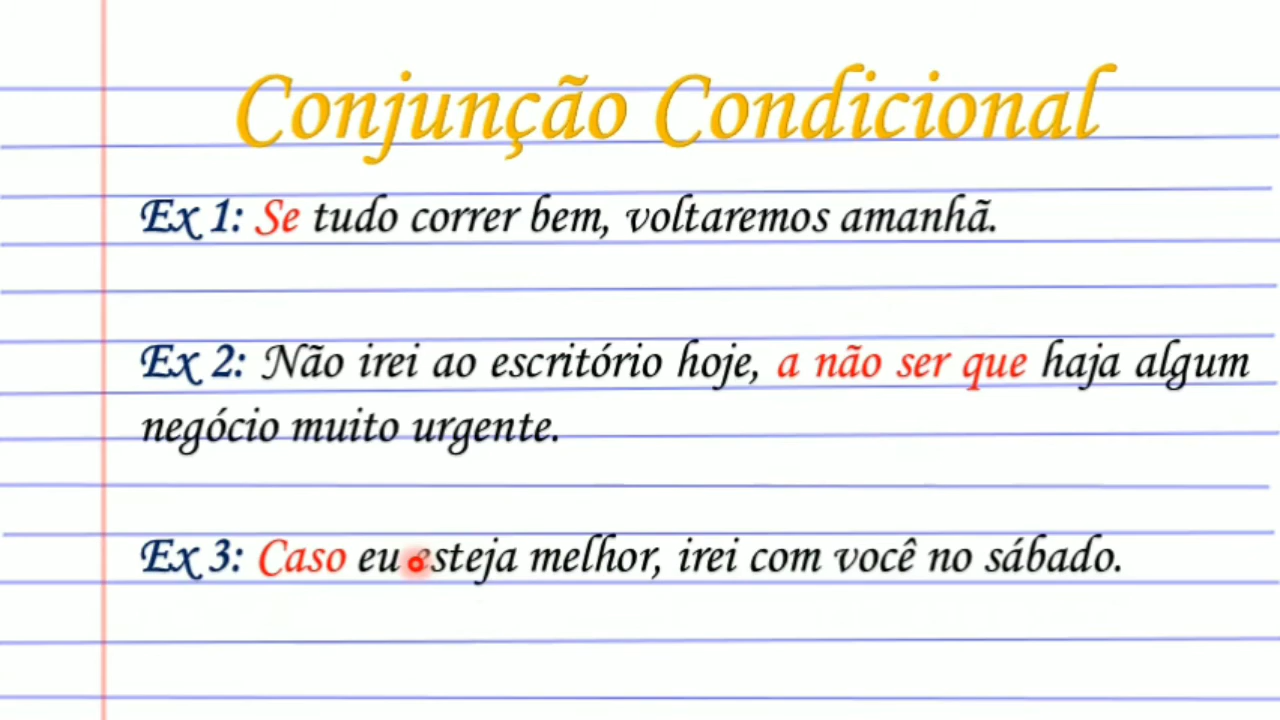 Conjunção Condicional
Ex 1: Se tudo correr bem, voltaremos amanhã.
Ex 2: Não irei ao escritório hoje, a não ser que haja algum
negócio muito urgente.
Ex 3: Caso eu esteja melhor, irei com você no sábado.